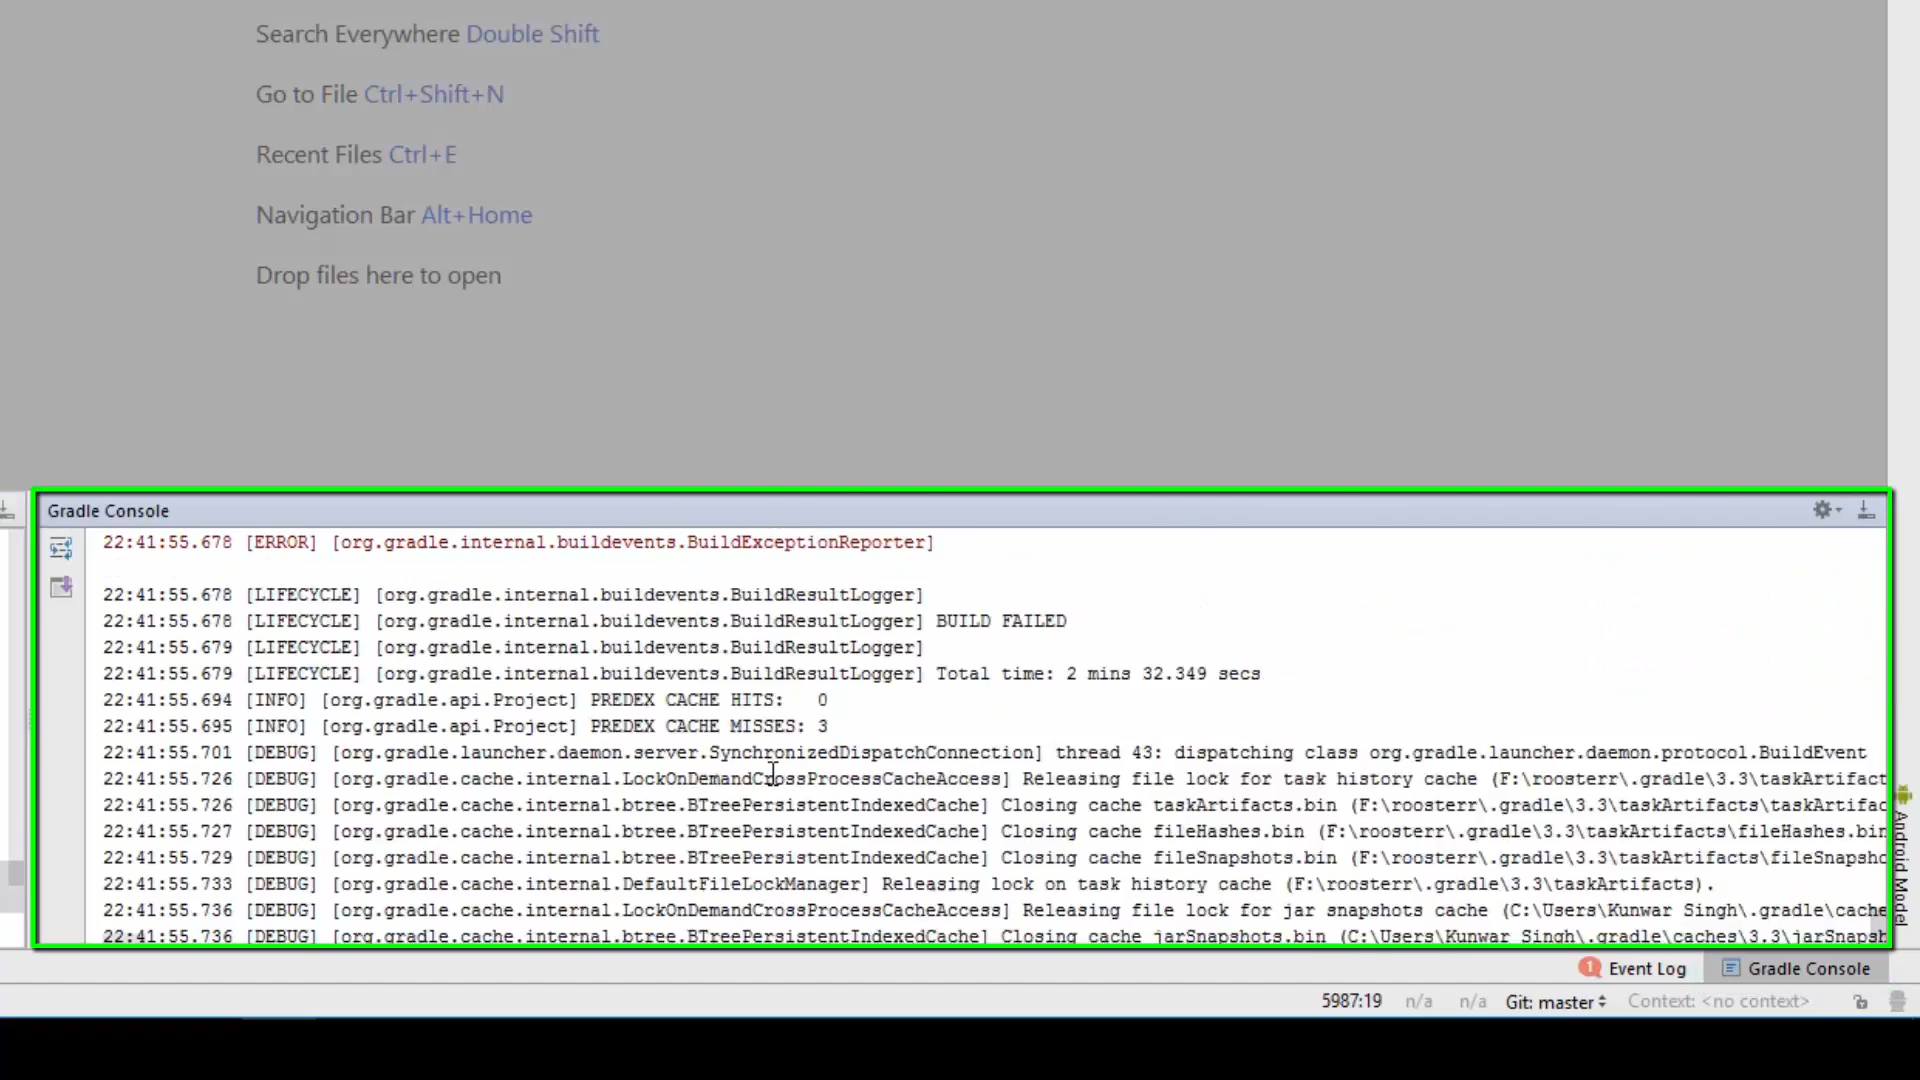 Search Everywhere Double Shift
Go to File Ctrl+Shift+N
Recent Files Ctrl+E
Navigation Bar Alt+Home
Drop files here to open
Gradle Console
22:41:55.678 [ERROR] [org.gradle.internal.buildevents.BuildExceptionReporter]
22:41:55.678 [LIFECYCLE] [org.gradle.internal.buildevents.BuildResultLogger]
22:41:55.678 [LIFECYCLE] [org.gradle.internal.buildevents.BuildResultLogger] BUILD FAILED
22:41:55.679 [LIFECYCLE] [org.gradle.internal.buildevents.BuildResultLogger]
22:41:55.679 [LIFECYCLE] [org.gradle.internal.buildevents.BuildResultLogger] Total time: 2 mins 32.349 secs
22:41:55.694 [INFO] [org.gradle.api.Project] PREDEX CACHE HITS:   0
22:41:55.695 [INFO] [org.gradle.api.Project] PREDEX CACHE MISSES: 3
22:41:55.701 [DEBUG] [org.gradle.launcher.daemon.server.SynchronizedDispatchConnection] thread 43: dispatching class org.gradle.launcher.daemon.protocol.BuildEvent
22:41:55.726 [DEBUG] [org.gradle.cache.internal.LockOnDemandCrossProcessCacheAccess] Releasing file lock for task history cache (F:\roosterr\.gradle\3.3\taskArtifact
22:41:55.726 [DEBUG] [org.gradle.cache.internal.btree.BTreePersistentIndexedCache] Closing cache taskArtifacts.bin (F:\roosterr\.gradle\3.3\taskArtifacts\taskArtifac
22:41:55.727 [DEBUG] [org.gradle.cache.internal.btree.BTreePersistentIndexedCache] Closing cache fileHashes.bin (F:\roosterr\.gradle\3.3\taskArtifacts\fileHashes.bin
22:41:55.729 [DEBUG] [org.gradle.cache.internal.btree.BTreePersistentIndexedCache] Closing cache fileSnapshots.bin (F:\roosterr\.gradle\3.3\taskArtifacts\fileSnapsho
22:41:55.733 [DEBUG] [org.gradle.cache.internal.DefaultFileLockManager] Releasing lock on task history cache (F:\roosterr\.gradle\3.3\taskArtifacts).
22:41:55.736 [DEBUG] [org.gradle.cache.internal.LockOnDemandCrossProcessCacheAccess] Releasing file lock for jar snapshots cache (C:\Users\Kunwar Singh\.gradle\cache
22:41:55.736 [DEBUG] [org.gradle.cache.internal.btree.BTreePersistentIndexedCache] Closing cache jarSnapshots.bin (C:\Users\Kunwar Singh\.gradle\caches\3.3\jarSnapsh
Android Model
1 Event Log
Gradle Console
5987:19 n/a n/a Git: master Context: <no context>